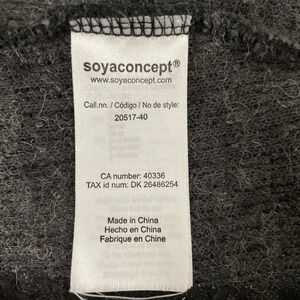 soyaconcept®
www.soyaconcept.com
Call.nn. / Código / No de style:
20517-40
CA number: 40336
TAX id num: DK 26486254
Made in China
Hecho en China
Fabrique en Chine